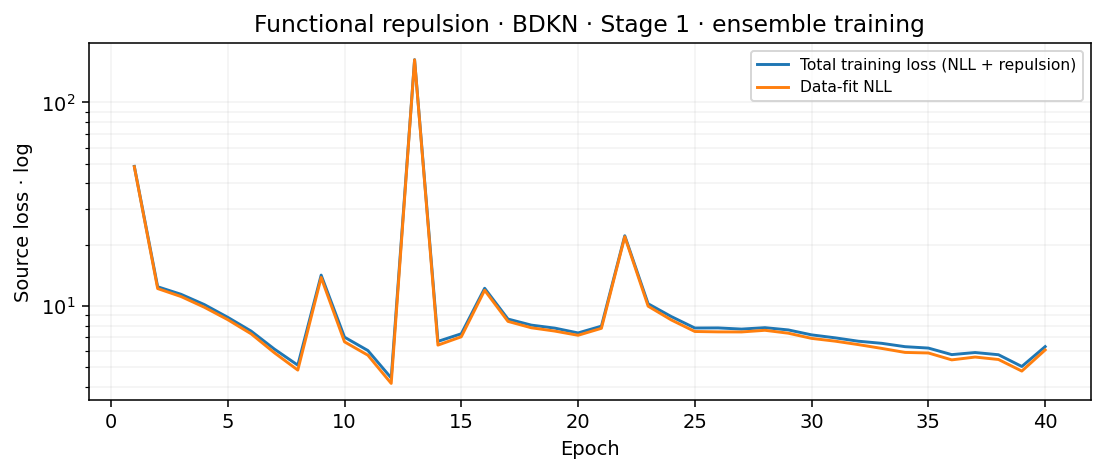 Functional repulsion · BDKN · Stage 1 · ensemble training
Total training loss (NLL + repulsion)
Data-fit NLL
Source loss · log
10²
10¹
0 5 10 15 20 25 30 35 40
Epoch